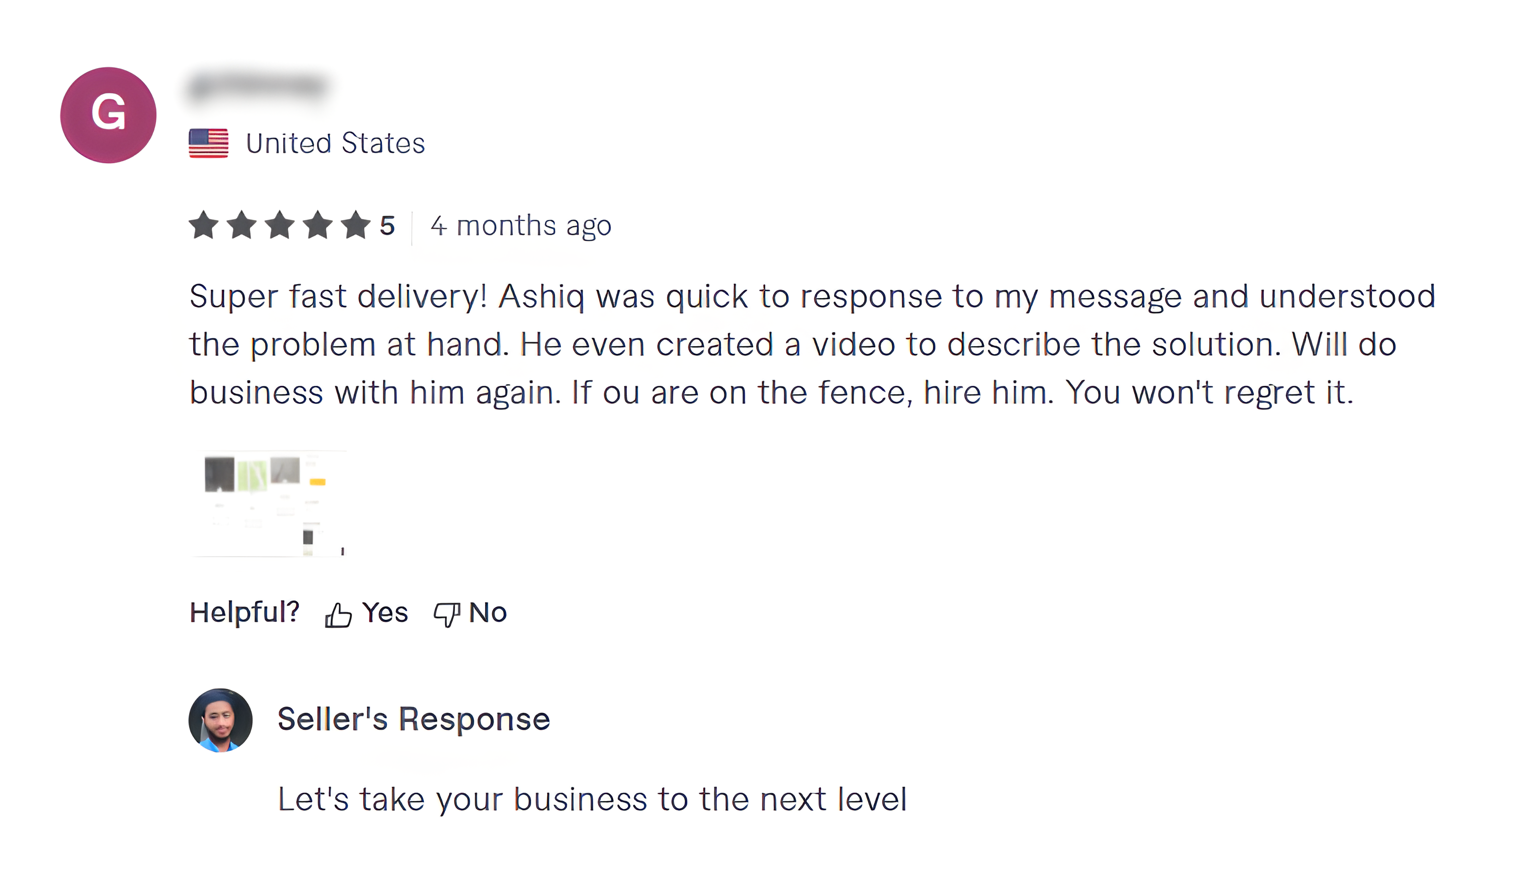 G
United States
5 4 months ago
Super fast delivery! Ashiq was quick to response to my message and understood
the problem at hand. He even created a video to describe the solution. Will do
business with him again. If ou are on the fence, hire him. You won't regret it.
Helpful? Yes No
Seller's Response
Let's take your business to the next level